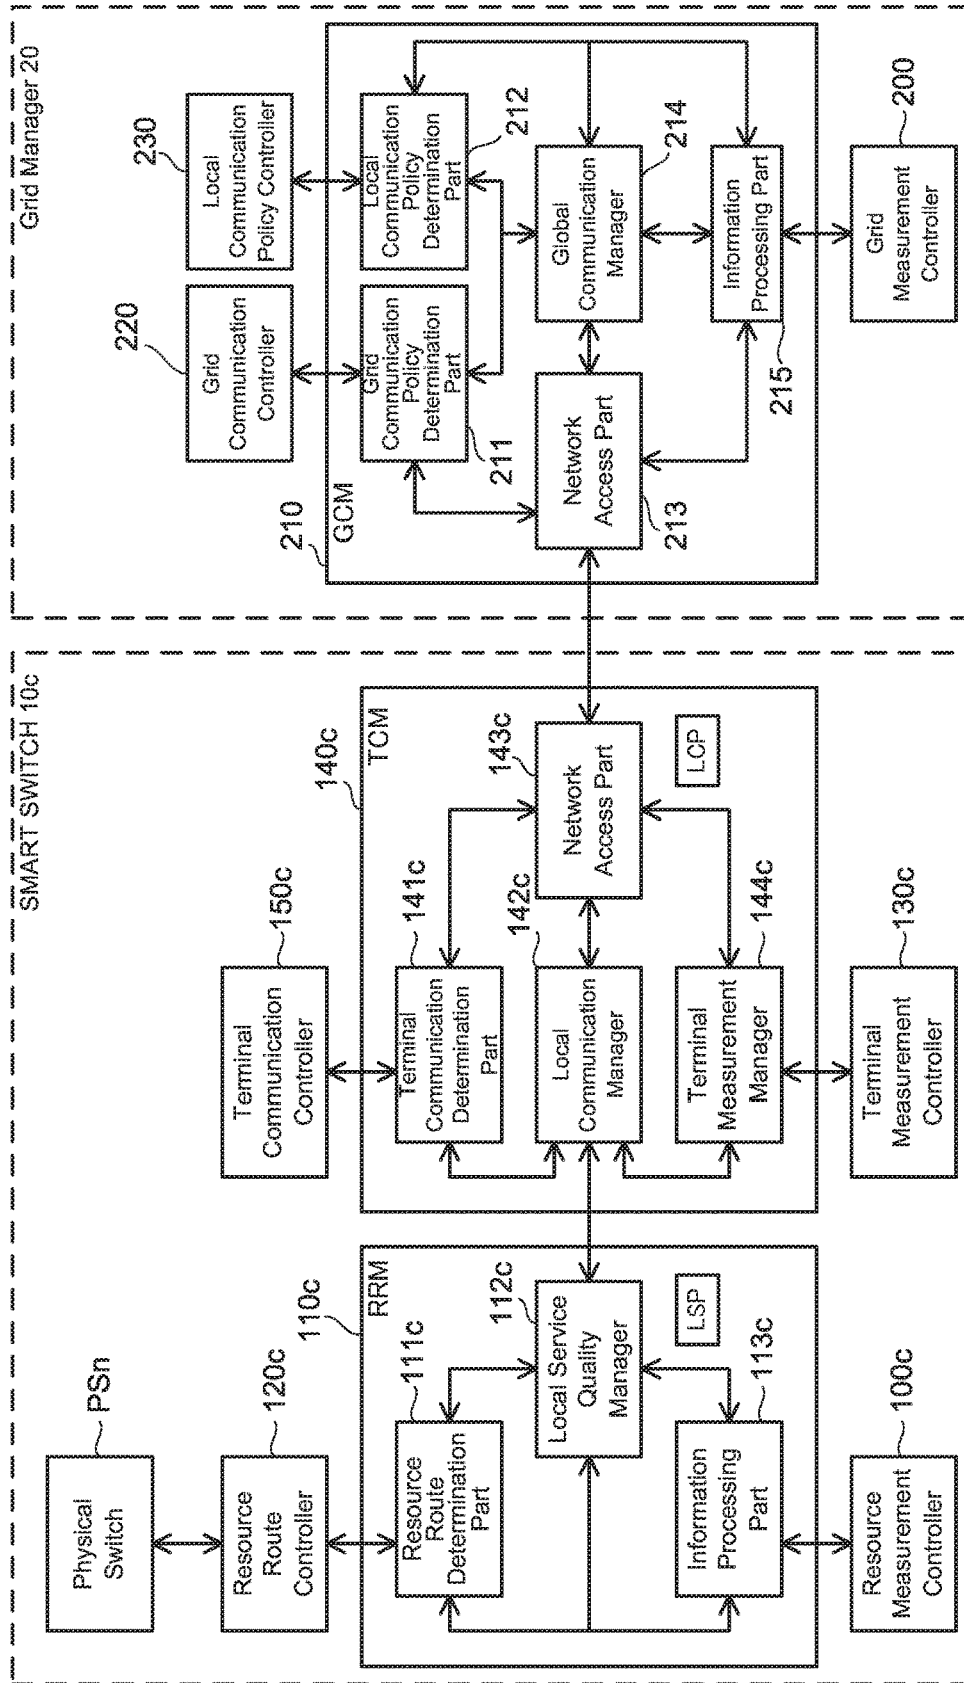 SMART SWITCH 10c
Physical
Switch
PSn
Resource
Route
Controller
120c
110c
RRM
Resource
Route
Determination
Part
111c
Local Service
Quality
Manager
112c
LSP
Information
Processing
Part
113c
Resource
Measurement
Controller
100c
Terminal
Communication
Controller
150c
140c
TCM
Terminal
Communication
Determination
Part
141c
Local
Communication
Manager
142c
Network
Access Part
143c
LCP
Terminal
Measurement
Manager
144c
Terminal
Measurement
Controller
130c
Grid Manager 20
Grid
Communication
Controller
220
Local
Communication
Policy Controller
230
210
GCM
Grid
Communication
Policy
Determination
Part
211
Local
Communication
Policy
Determination
Part
212
Network
Access Part
213
Global
Communication
Manager
214
Information
Processing Part
215
Grid
Measurement
Controller
200